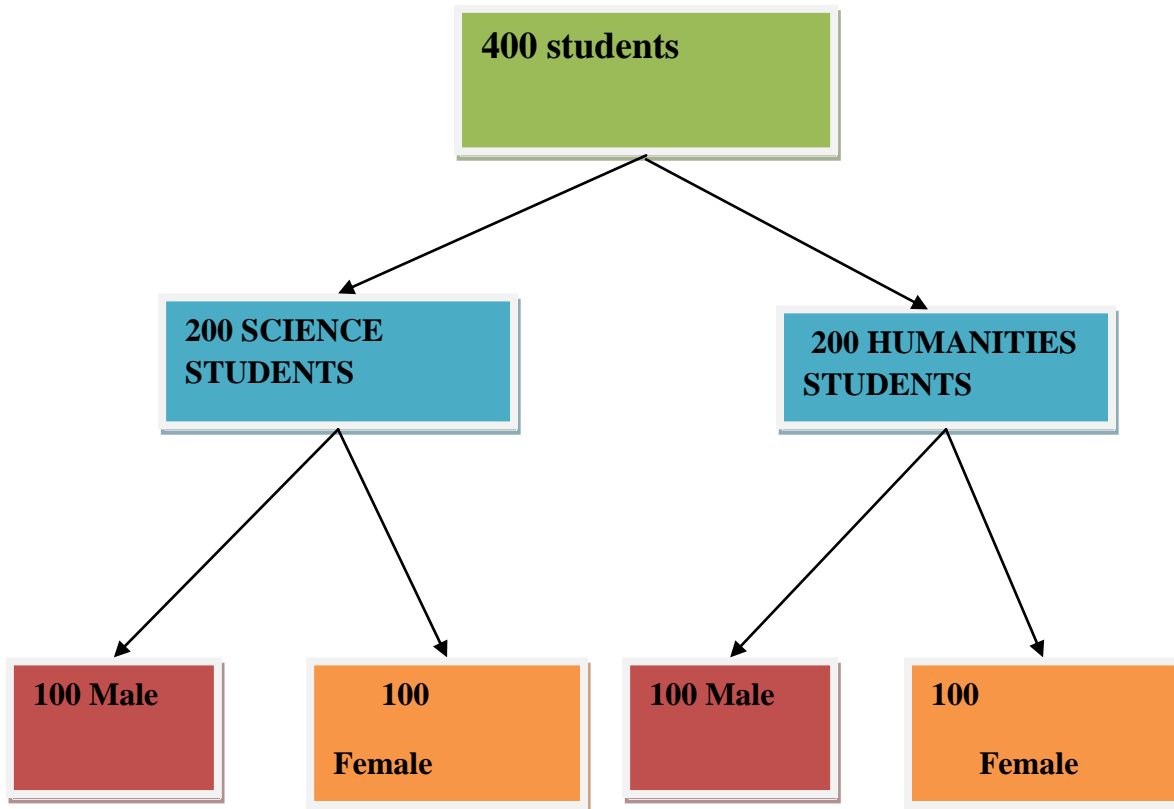 400 students
200 SCIENCE
STUDENTS
200 HUMANITIES
STUDENTS
100 Male
100
Female
100 Male
100
Female